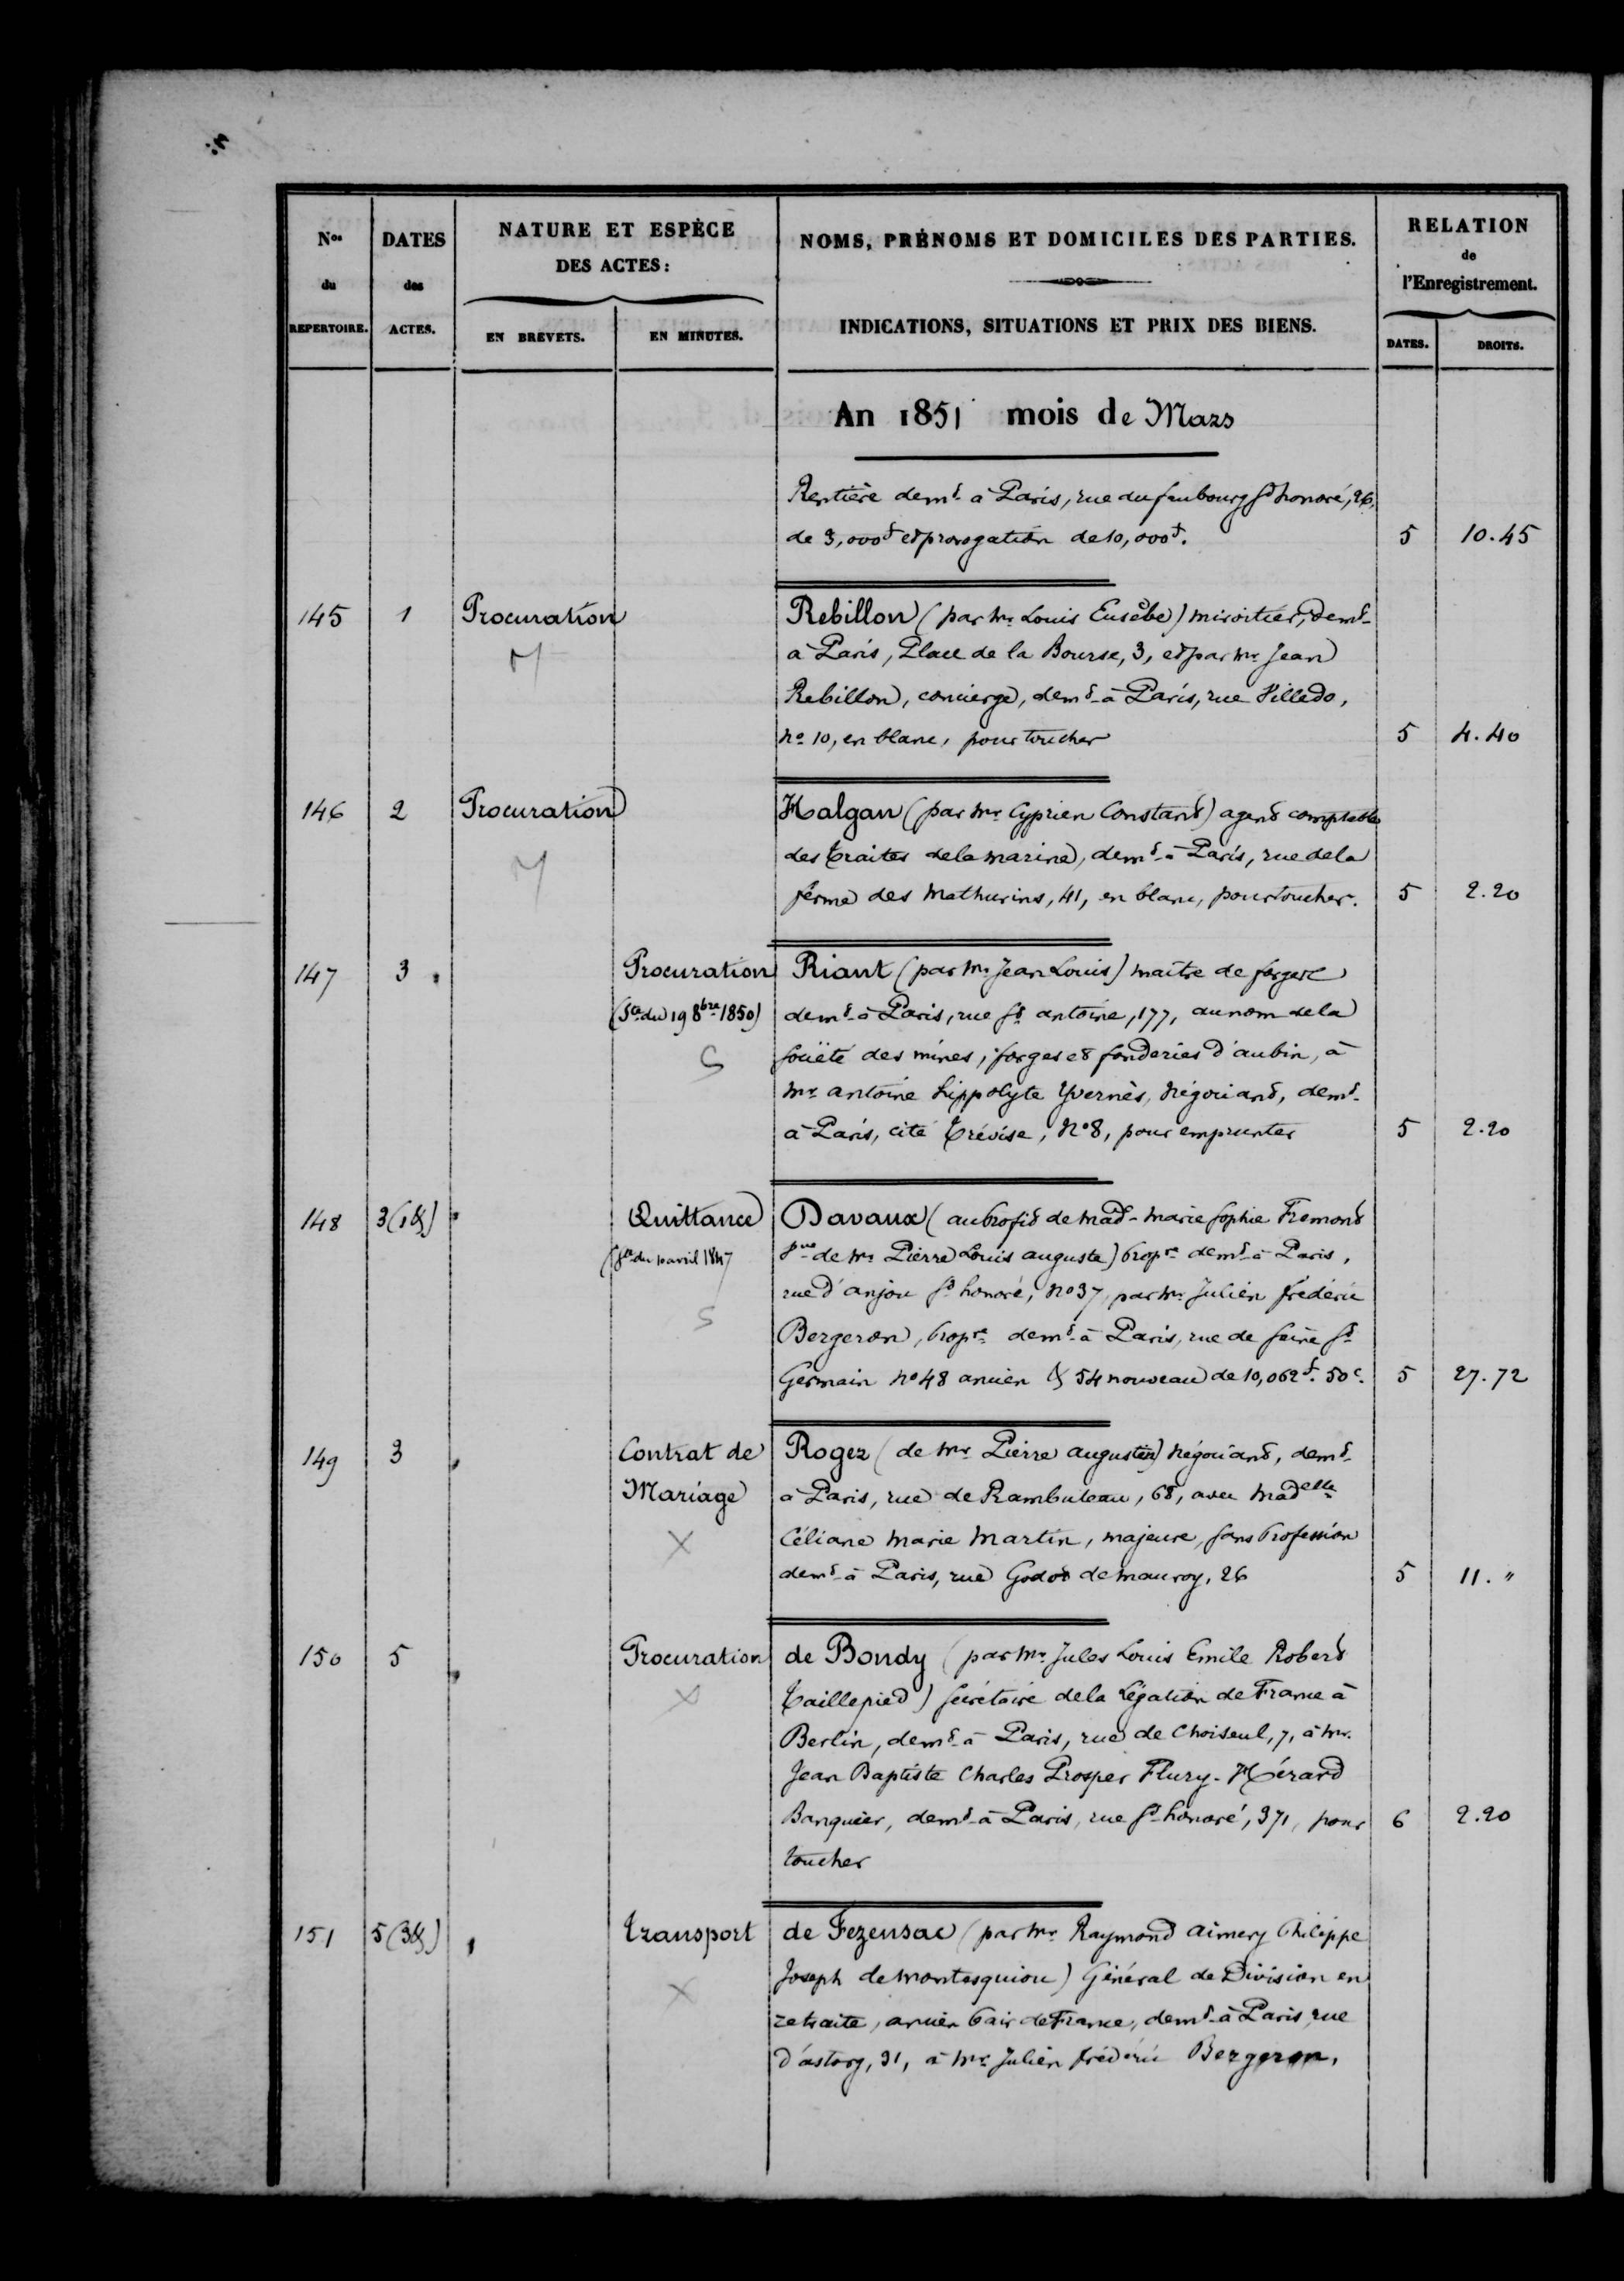 Nos du REPERTOIRE.
DATES des ACTES.
NATURE ET ESPÈCE
DES ACTES:
EN BREVETS.
EN MINUTES.
NOMS, PRÉNOMS ET DOMICILES DES PARTIES.
INDICATIONS, SITUATIONS ET PRIX DES BIENS.
RELATION
de
l'Enregistrement.
DATES.
DROITS.
An 1851 mois de Mars
Rentière demt à Paris, rue du faubourg St honoré, 26,
de 3,000f et prorogation de 10,000f. 5 10.45
145 1 Procuration Rebillon (par Mr Louis Eusèbe) miroitier, demt
à Paris, Place de la Bourse, 3, et par Mr Jean
Rebillon, concierge, demt à Paris, rue Villedo,
No 10, en blanc, pour toucher 5 4.40
146 2 Procuration Halgan (par Mr Cyprien Constant) agent comptable
des traites de la marine, demt à Paris, rue de la
ferme des Mathurins, 41, en blanc, pour toucher. 5 2.20
147 3 Procuration Riant (par Mr Jean Louis) maître de forges
(Ste du 19 8bre 1850) demt à Paris, rue St antoine, 177, au nom de la
Société des mines, forges et fonderies d'aubin, à
Mr antoine hippolyte Yvernès, Négociant, demt
à Paris, cité Trévise, No 8, pour emprunter 5 2.20
148 3(1&) Quittance Davaux (au profit de Made Marie Sophie Fremont
(Ste du 10 avril 1847 Vve de Mr Pierre Louis auguste) propre demt à Paris,
rue d'anjou St honoré, No 37, par Mr Julien frédéric
Bergeron, propre demt à Paris, rue de Seine St
Germain No 48 ancien & 54 nouveau de 10,062f. 50c. 5 27.72
149 3 Contrat de Rogez (de Mr Pierre augustin) Négociant, demt
Mariage à Paris, rue de Rambuteau, 68, avec Madelle
Céliane Marie Martin, majeure, sans profession
demt à Paris, rue Godot de Mauroy, 26 5 11."
150 5 Procuration de Bondy (par Mr Jules Louis Emile Robert
Taillepied) Secrétaire de la Légation de France à
Berlin, demt à Paris, rue de Choiseul, 7, à Mr.
Jean Baptiste Charles Prosper Flury-Hérard
Banquier, demt à Paris, rue St honoré, 371, pour 6 2.20
toucher
151 5(3&) Transport de Fezensac (par Mr Raymond aimery Philippe
Joseph de Montesquiou) Général de Division en
retraite, ancien Pair de France, demt à Paris rue
d'astorg, 31, à Mr Julien frédéric Bergeron,